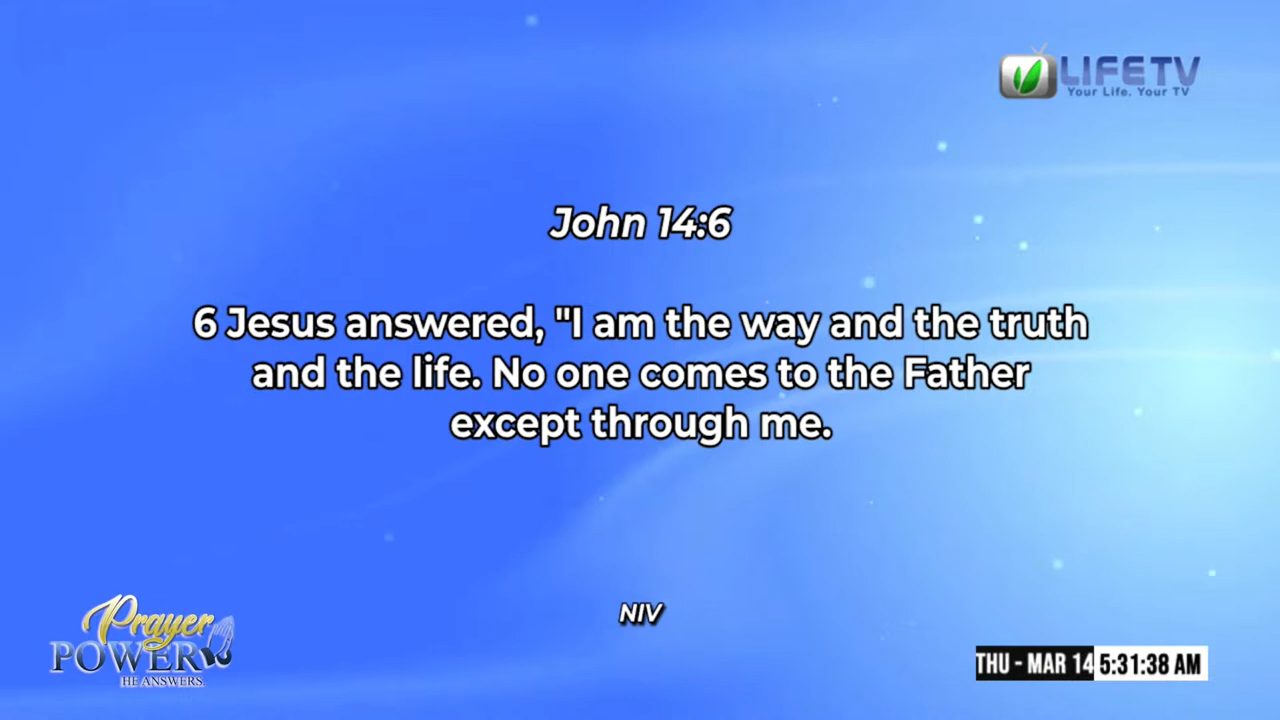 LIFETV
Your Life. Your TV
John 14:6
6 Jesus answered, "I am the way and the truth
and the life. No one comes to the Father
except through me.
NIV
Prayer
POWER
HE ANSWERS.
THU - MAR 14 5:31:38 AM